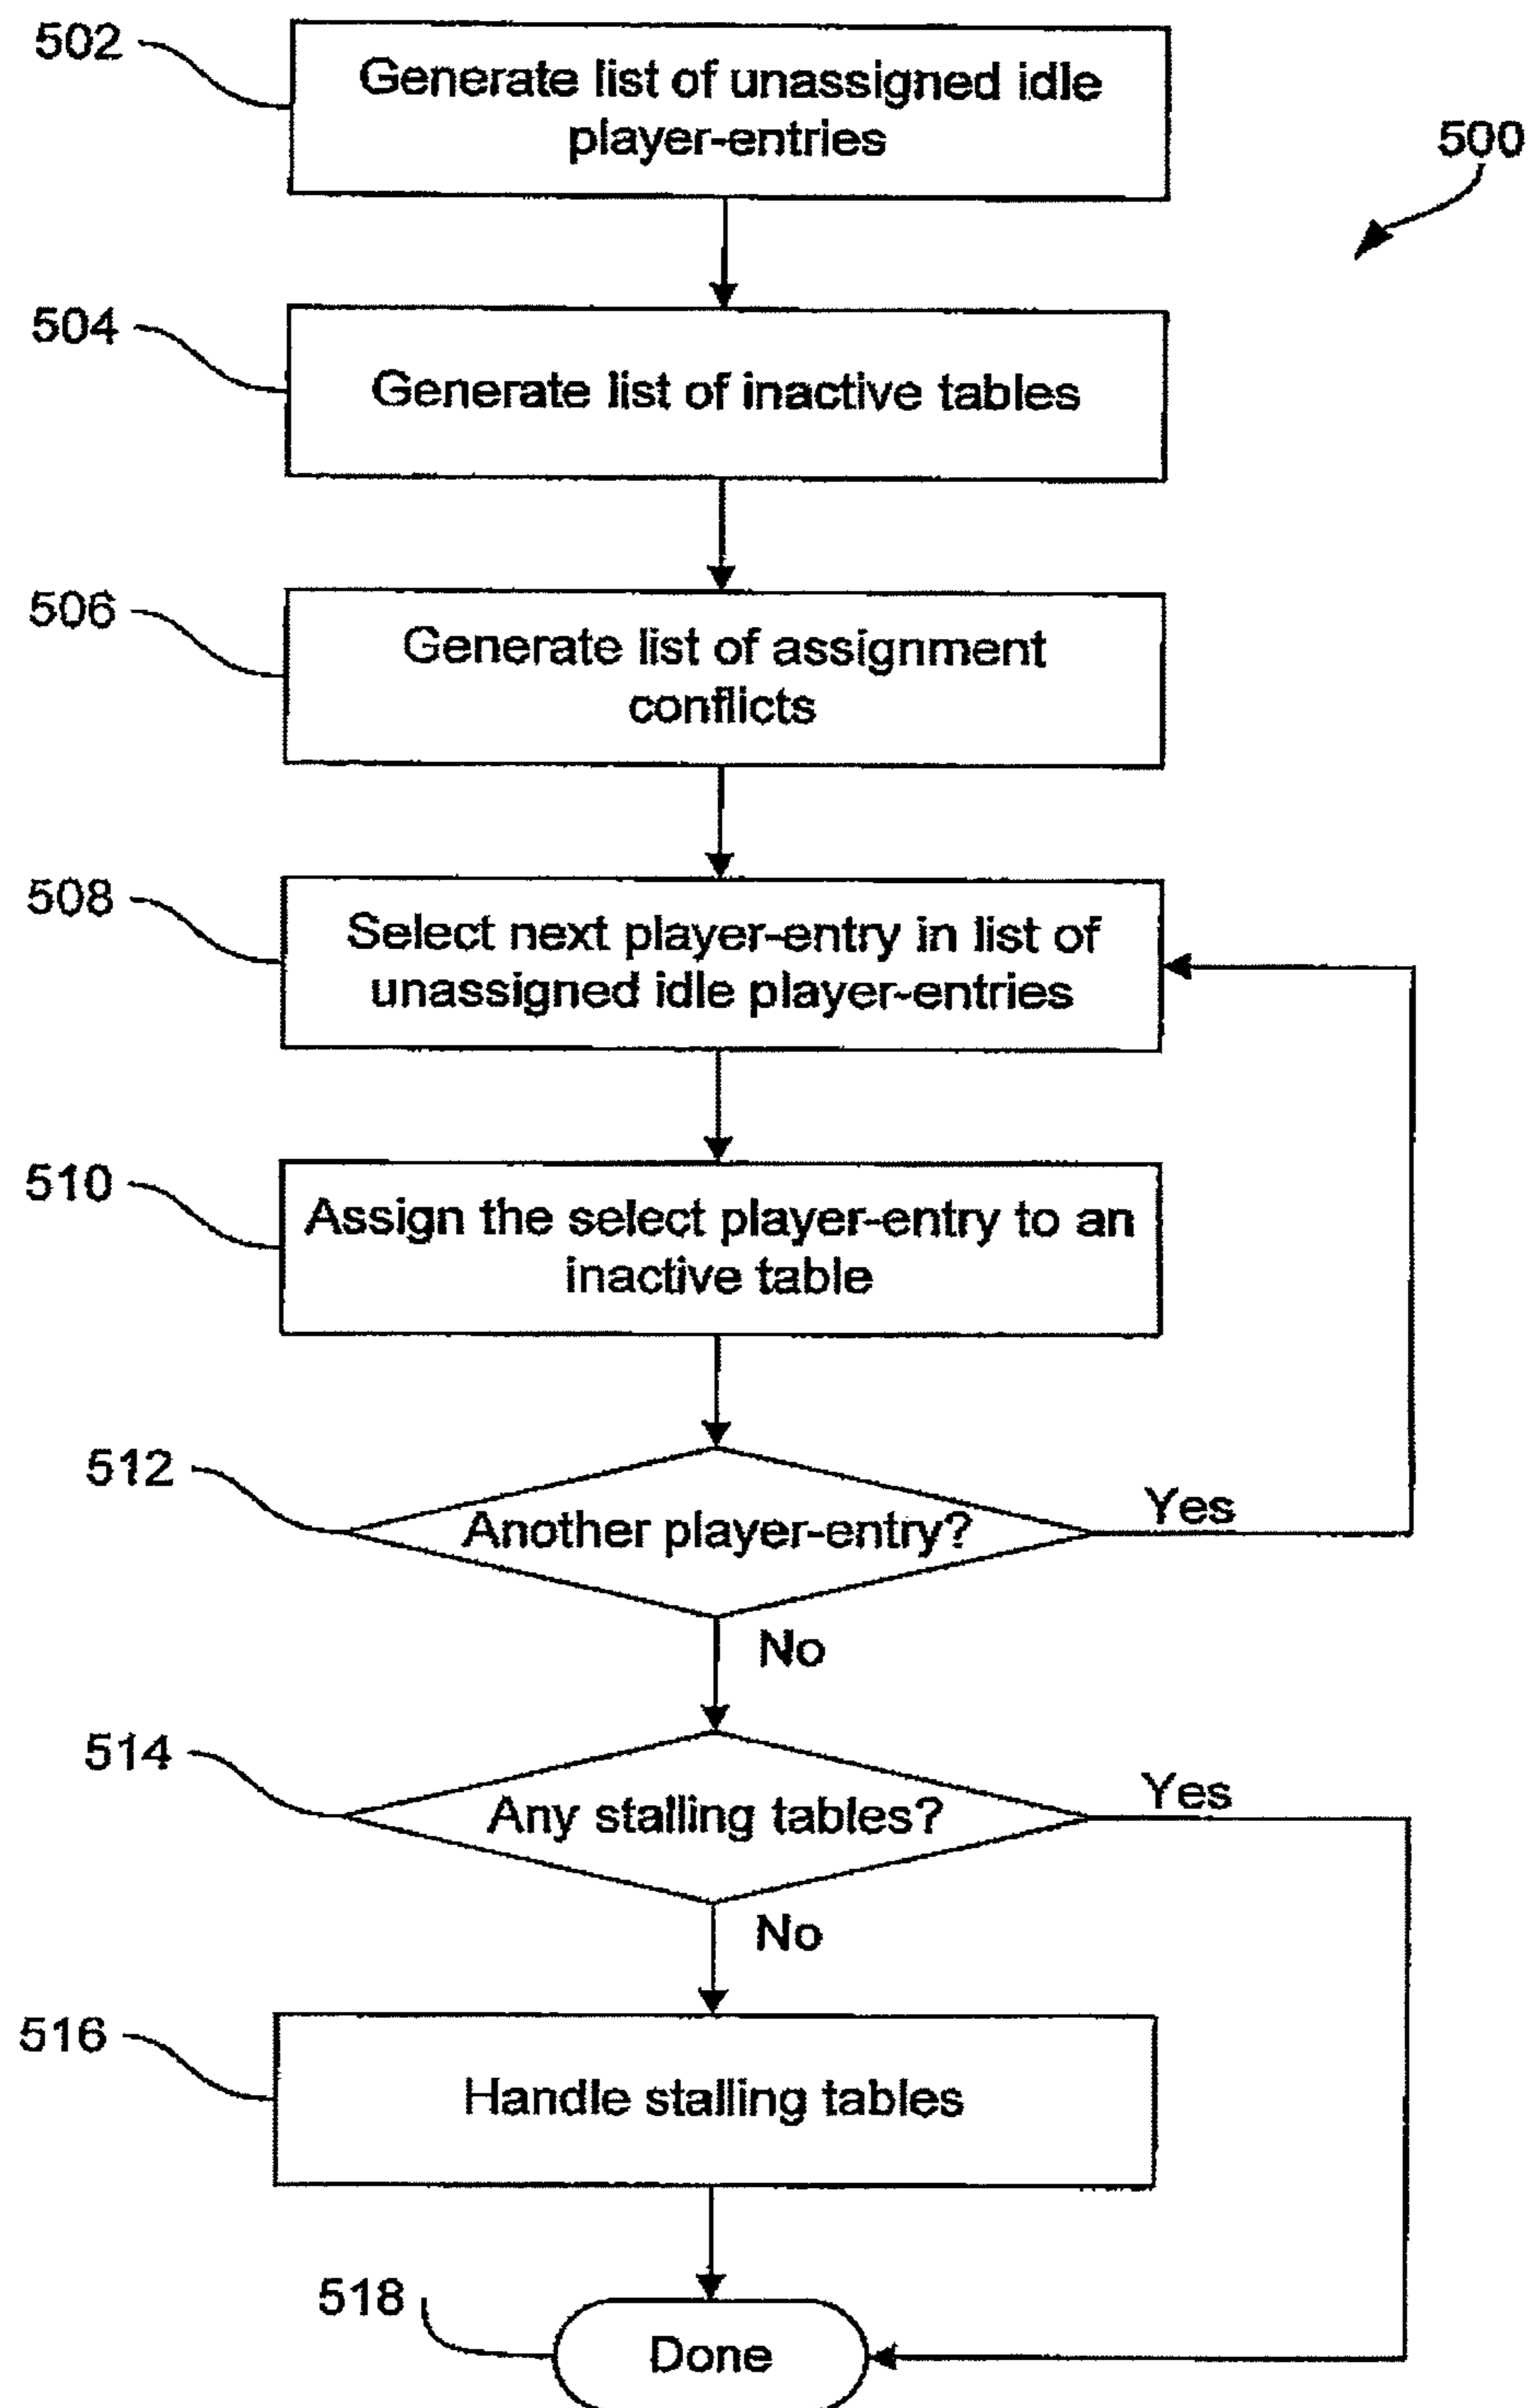 502
Generate list of unassigned idle
player-entries
500
504
Generate list of inactive tables
506
Generate list of assignment
conflicts
508
Select next player-entry in list of
unassigned idle player-entries
510
Assign the select player-entry to an
inactive table
512
Another player-entry?
Yes
No
514
Any stalling tables?
Yes
No
516
Handle stalling tables
518
Done